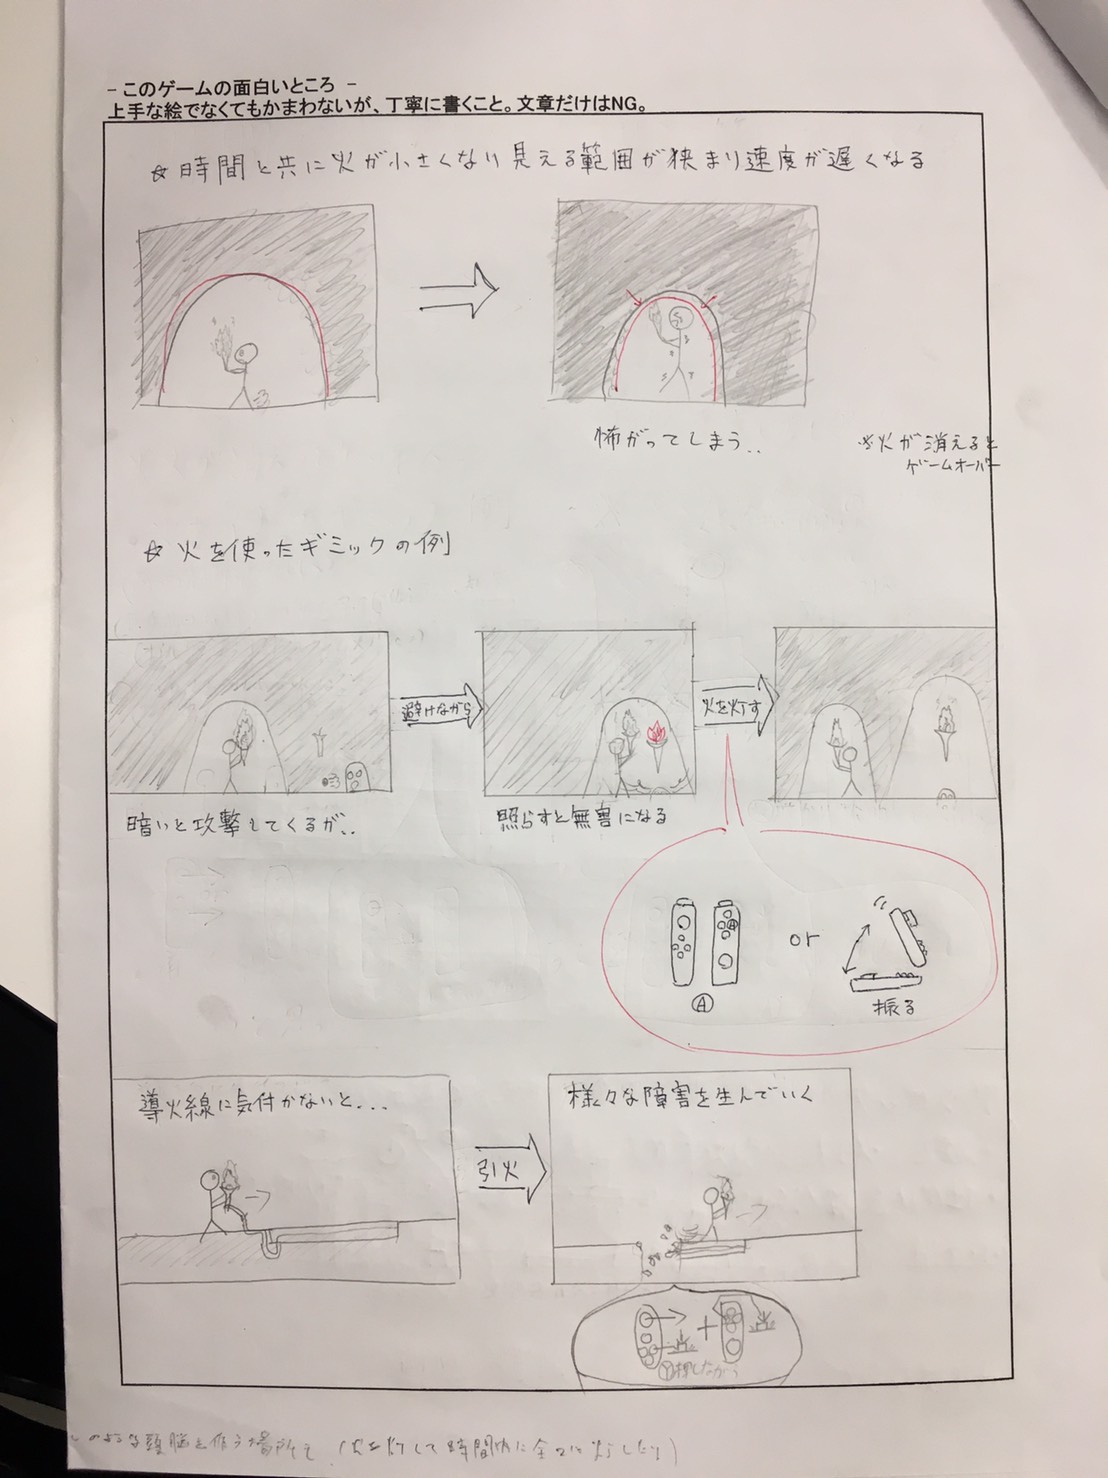 - このゲームの面白いところ -
上手な絵でなくてもかまわないが、丁寧に書くこと。文章だけはNG。
☆時間と共に火が小さくなり見える範囲が狭まり速度が遅くなる
怖がってしまう..
※火が消えると
ゲームオーバー
☆火を使ったギミックの例
避けながら
火を灯す
暗いと攻撃してくるが..
照らすと無害になる
or
Ⓐ
振る
導火線に気付かないと...
引火
様々な障害を生んでいく
+
Ⓨ押しながら
のような頭脳を使う場所も (火を灯して時間内に全